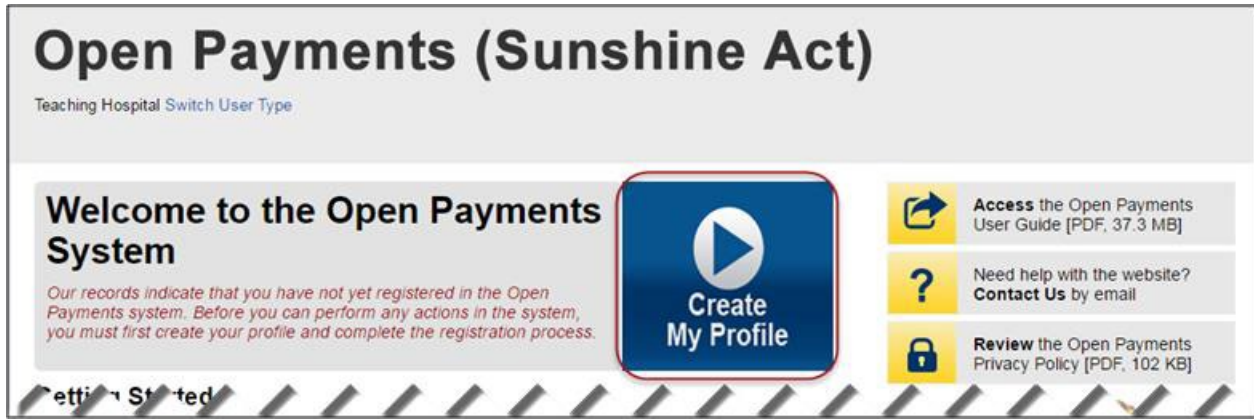 Open Payments (Sunshine Act)
Teaching Hospital Switch User Type
Welcome to the Open Payments
System
Our records indicate that you have not yet registered in the Open
Payments system. Before you can perform any actions in the system,
you must first create your profile and complete the registration process.
Create
My Profile
Access the Open Payments
User Guide [PDF, 37.3 MB]
?
Need help with the website?
Contact Us by email
Review the Open Payments
Privacy Policy [PDF, 102 KB]
Getting Started